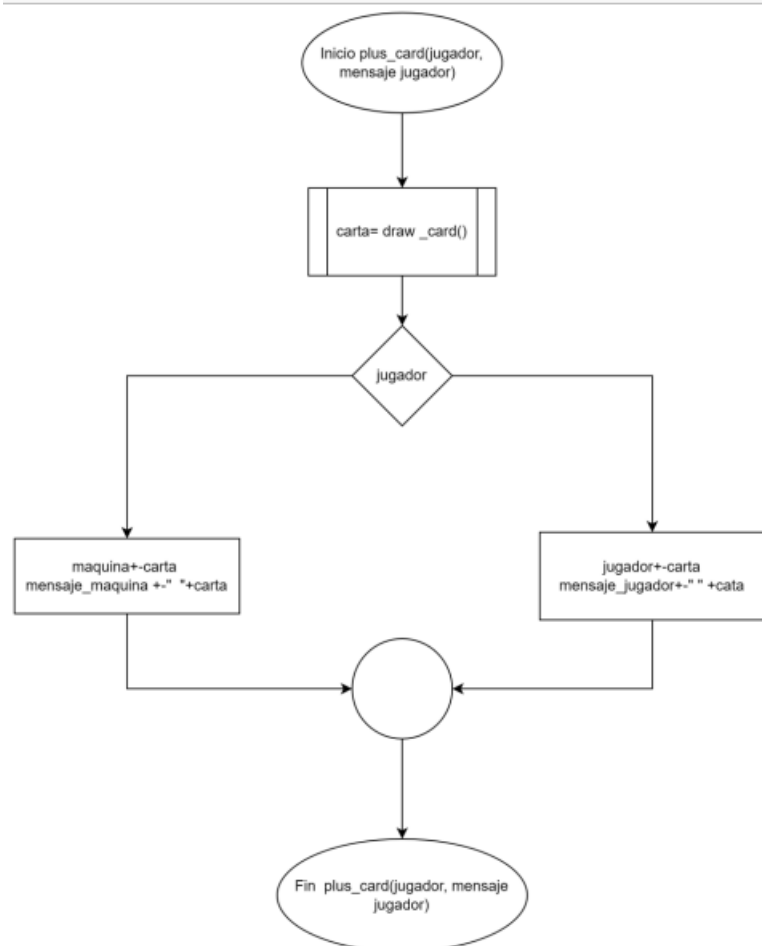 Inicio plus_card(jugador,
mensaje jugador)
carta= draw _card()
jugador
maquina+-carta
mensaje_maquina +-"  "+carta
jugador+-carta
mensaje_jugador+-" " +cata
Fin  plus_card(jugador, mensaje
jugador)